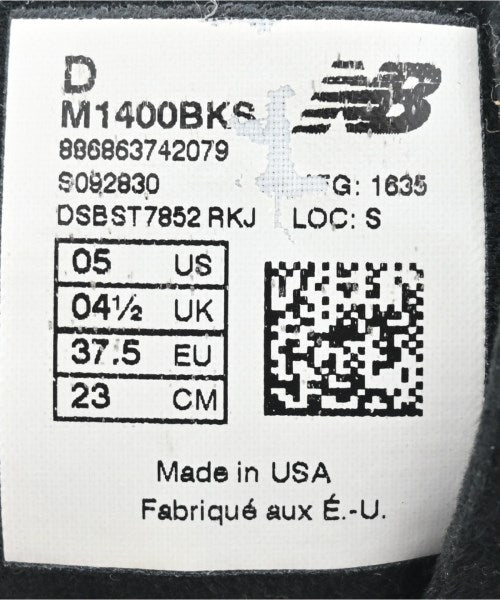 D
NB
M1400BKS
886863742079
S092830
G: 1635
DSBST7852 RKJ LOC: S
05 US
04½ UK
37.5 EU
23 CM
Made in USA
Fabriqué aux É.-U.